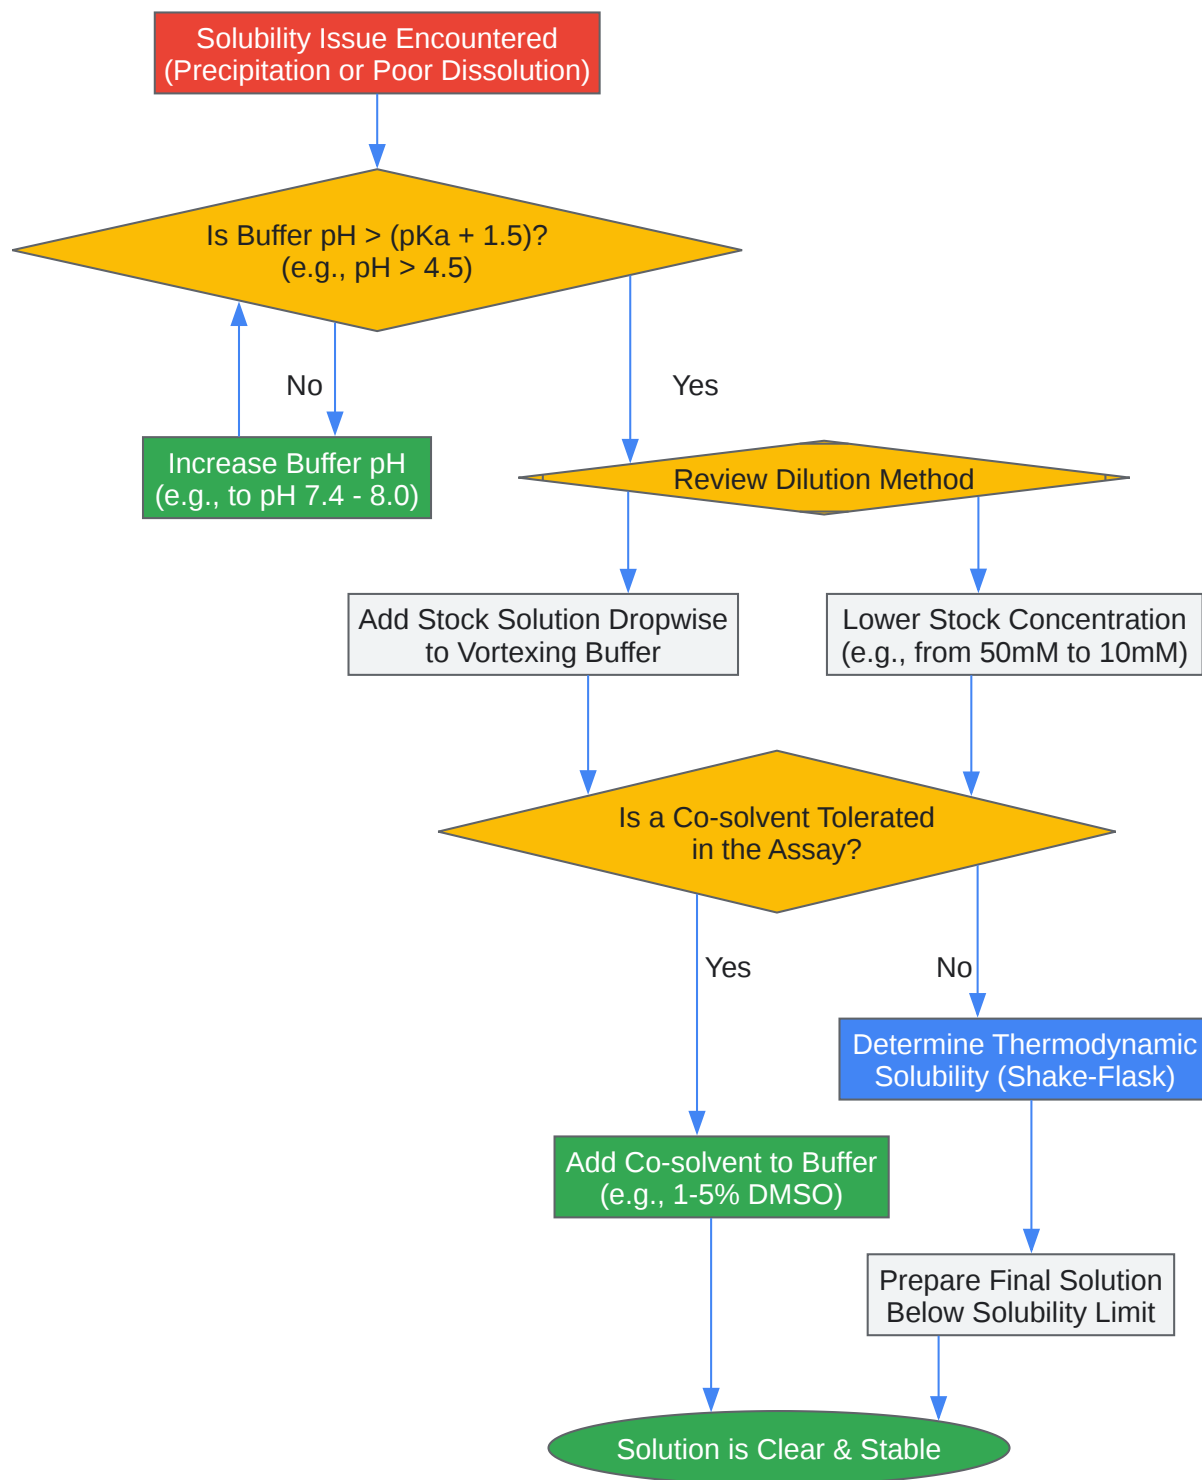 Solubility Issue Encountered
(Precipitation or Poor Dissolution)
Is Buffer pH > (pKa + 1.5)?
(e.g., pH > 4.5)
No
Yes
Increase Buffer pH
(e.g., to pH 7.4 - 8.0)
Review Dilution Method
Add Stock Solution Dropwise
to Vortexing Buffer
Lower Stock Concentration
(e.g., from 50mM to 10mM)
Is a Co-solvent Tolerated
in the Assay?
Yes
No
Determine Thermodynamic
Solubility (Shake-Flask)
Add Co-solvent to Buffer
(e.g., 1-5% DMSO)
Prepare Final Solution
Below Solubility Limit
Solution is Clear & Stable